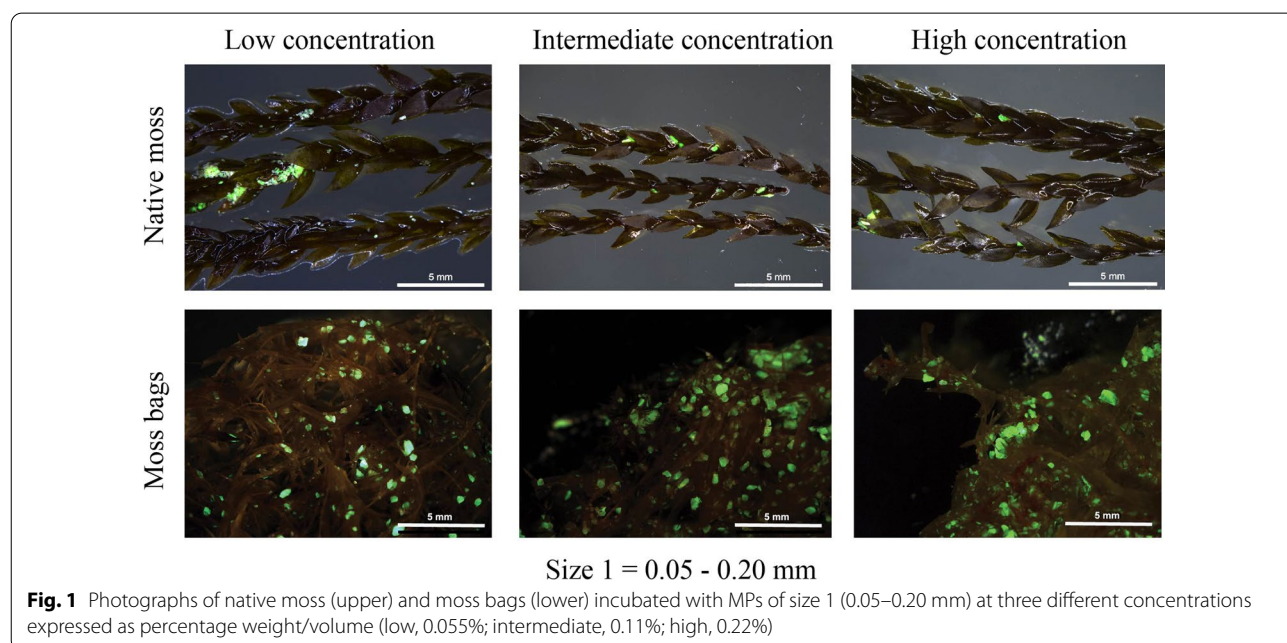 Low concentration Intermediate concentration High concentration
Native moss
5 mm 5 mm 5 mm
Moss bags
5 mm 5 mm 5 mm
Size 1 = 0.05 - 0.20 mm
Fig. 1 Photographs of native moss (upper) and moss bags (lower) incubated with MPs of size 1 (0.05–0.20 mm) at three different concentrations
expressed as percentage weight/volume (low, 0.055%; intermediate, 0.11%; high, 0.22%)